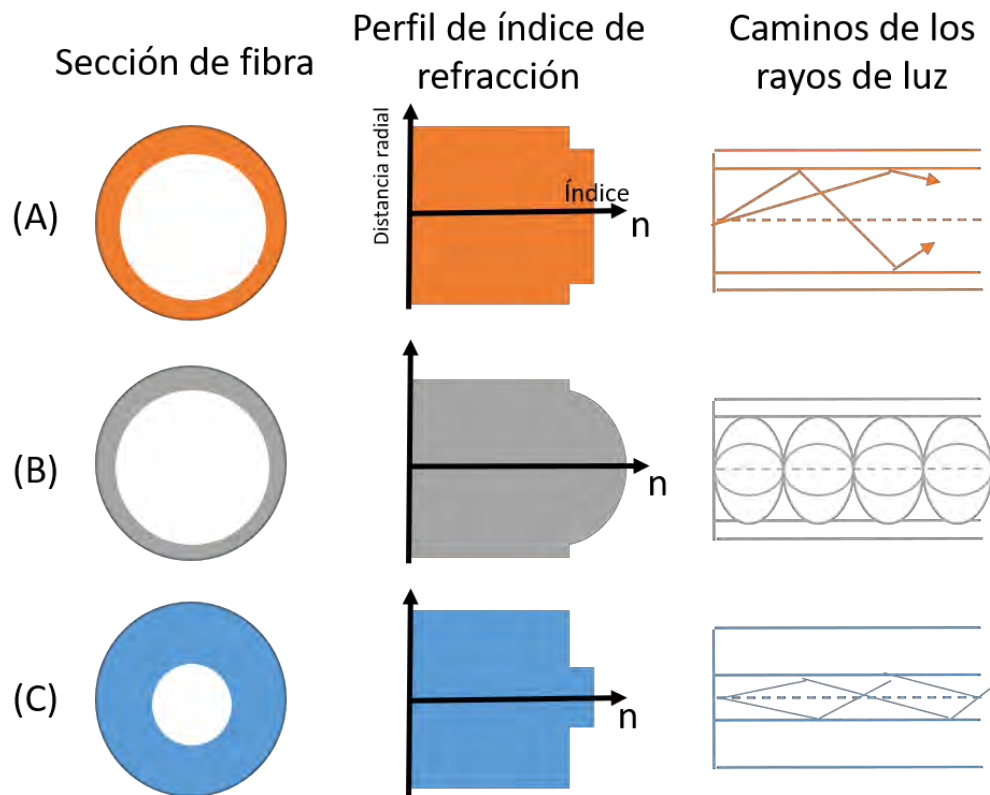 Sección de fibra
Perfil de índice de
refracción
Caminos de los
rayos de luz
(A)
Distancia radial
Índice
n
(B)
n
(C)
n